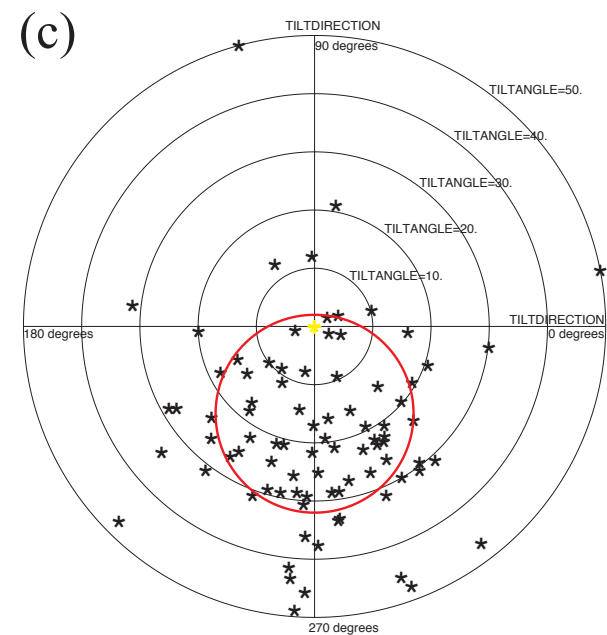 (c)
TILTDIRECTION
90 degrees
TILTANGLE=50.
TILTANGLE=40.
TILTANGLE=30.
TILTANGLE=20.
TILTANGLE=10.
TILTDIRECTION
180 degrees
0 degrees
270 degrees